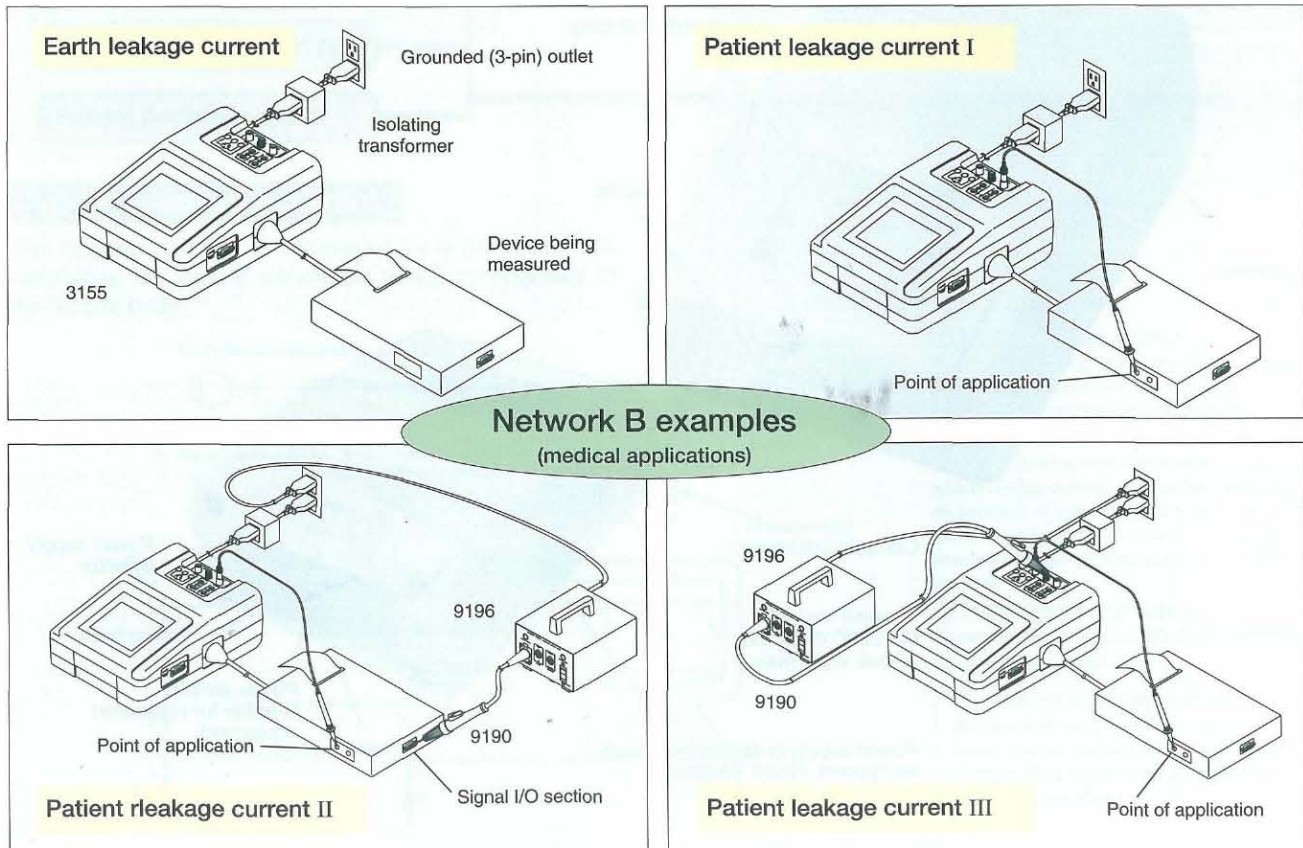 Earth leakage current
Grounded (3-pin) outlet
Isolating
transformer
Device being
measured
3155
Patient leakage current I
Point of application
Network B examples
(medical applications)
9196
9190
Point of application
Signal I/O section
Patient rleakage current II
9196
9190
Point of application
Patient leakage current III